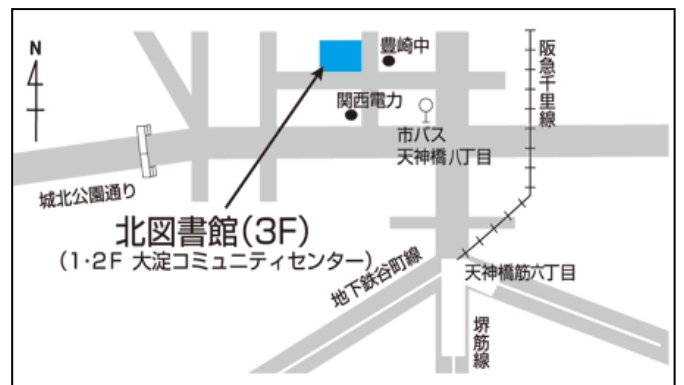 N
豊崎中
阪急千里線
関西電力
市バス
天神橋八丁目
城北公園通り
北図書館(3F)
(1・2F 大淀コミュニティセンター)
地下鉄谷町線
天神橋筋六丁目
堺筋線